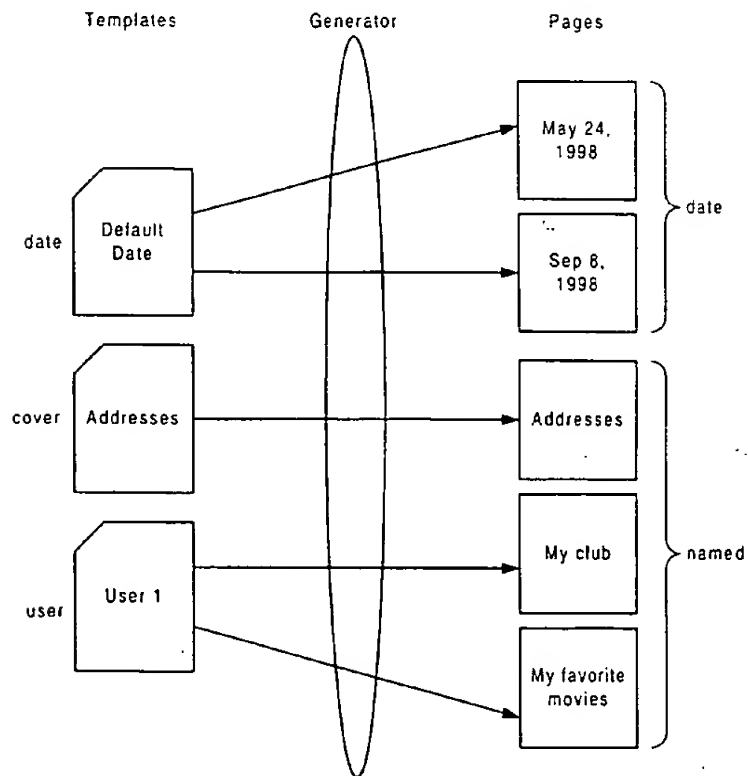 Templates
Generator
Pages
date
Default
Date
May 24,
1998
Sep 8,
1998
date
cover
Addresses
Addresses
user
User 1
My club
My favorite
movies
named